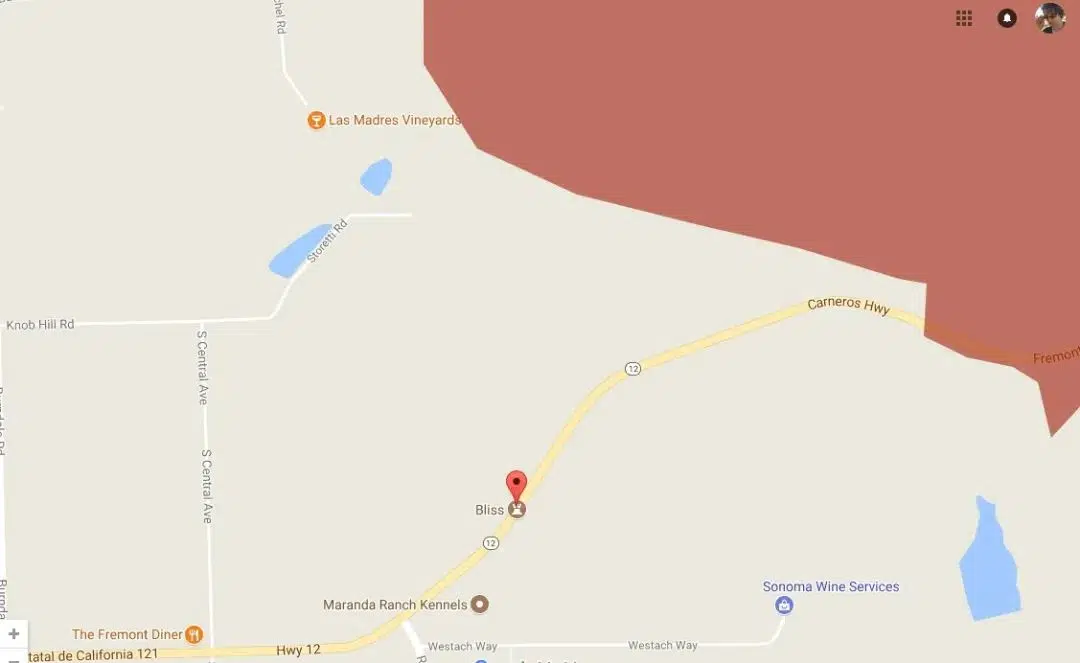 chel Rd
Las Madres Vineyards
Storetti Rd
Knob Hill Rd
S Central Ave
Carneros Hwy
Fremont
12
S Central Ave
Bliss
12
Sonoma Wine Services
Maranda Ranch Kennels
The Fremont Diner
Westach Way
Westach Way
Hwy 12
tatal de California 121